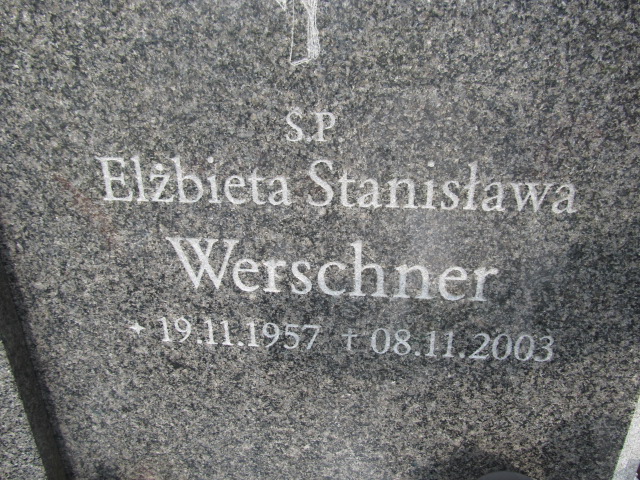 S.P.
Elżbieta Stanisława
Werschner
* 19.11.1957 † 08.11.2003